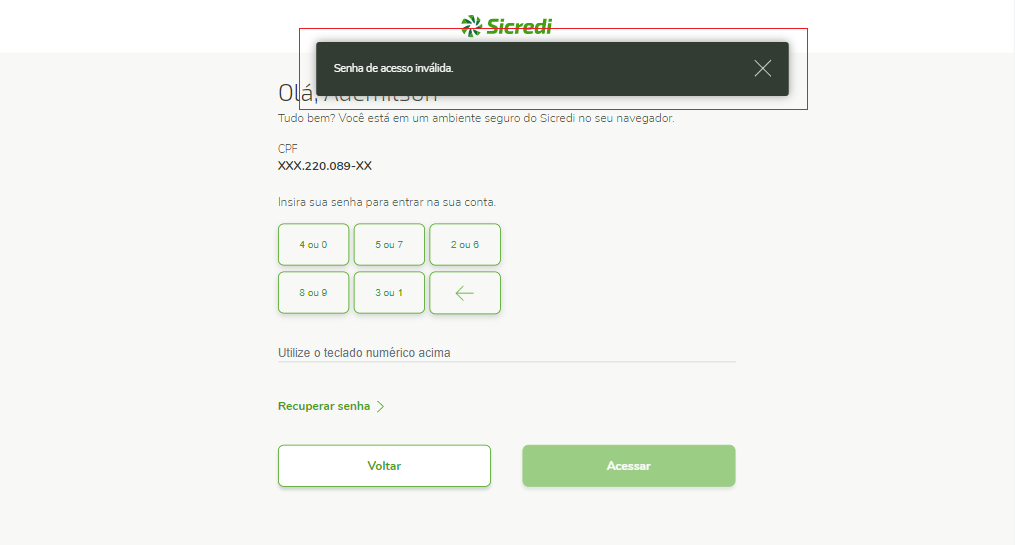 Sicredi
Senha de acesso inválida.
Olá, Ademilson
Tudo bem? Você está em um ambiente seguro do Sicredi no seu navegador.
CPF
XXX.220.089-XX
Insira sua senha para entrar na sua conta.
4 ou 0
5 ou 7
2 ou 6
8 ou 9
3 ou 1
Utilize o teclado numérico acima
Recuperar senha
Voltar
Acessar